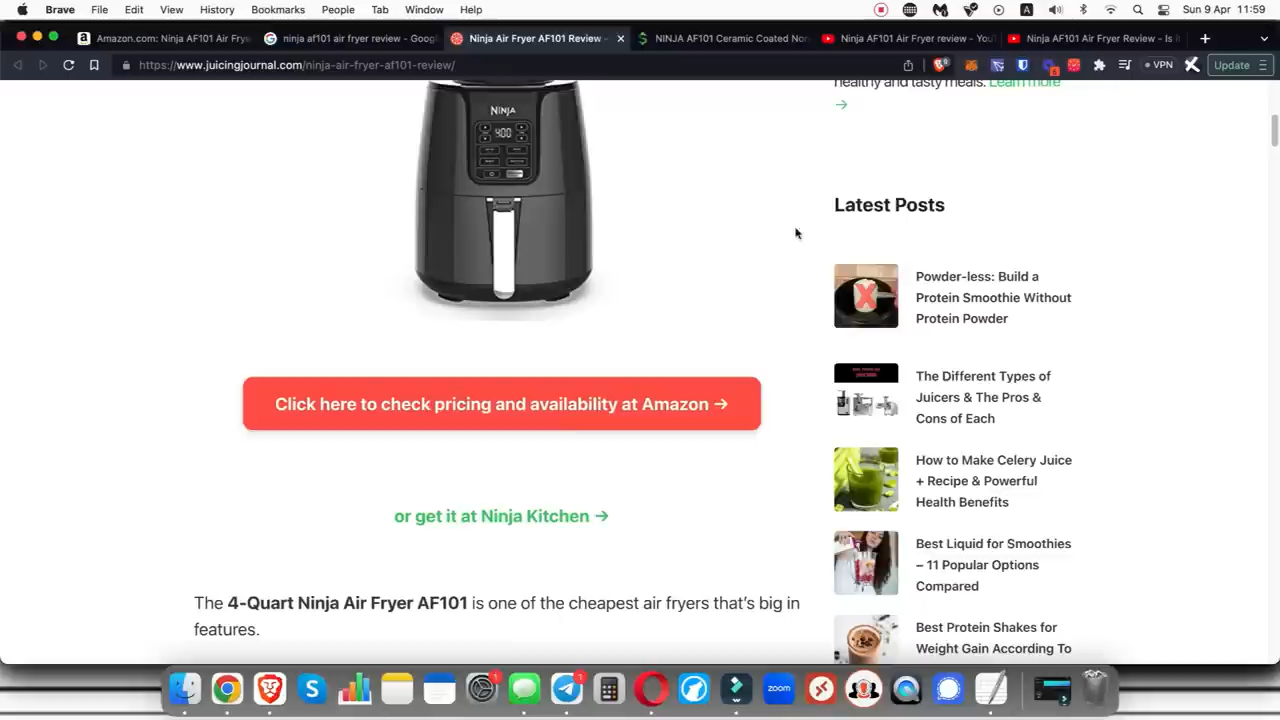 Brave File Edit View History Bookmarks People Tab Window Help
A
Sun 9 Apr 11:59
Amazon.com: Ninja AF101 Air Frye
ninja af101 air fryer review - Googl
Ninja Air Fryer AF101 Review -
NINJA AF101 Ceramic Coated Non
Ninja AF101 Air Fryer review - YouT
Ninja AF101 Air Fryer Review - Is it
https://www.juicingjournal.com/ninja-air-fryer-af101-review/
VPN
Update
healthy and tasty meals. Learn more
→
NINJA
400
Latest Posts
Powder-less: Build a
Protein Smoothie Without
Protein Powder
The Different Types of
Juicers & The Pros &
Cons of Each
Click here to check pricing and availability at Amazon →
How to Make Celery Juice
+ Recipe & Powerful
Health Benefits
or get it at Ninja Kitchen →
Best Liquid for Smoothies
– 11 Popular Options
Compared
The 4-Quart Ninja Air Fryer AF101 is one of the cheapest air fryers that's big in
features.
Best Protein Shakes for
Weight Gain According To
1
1
zoom